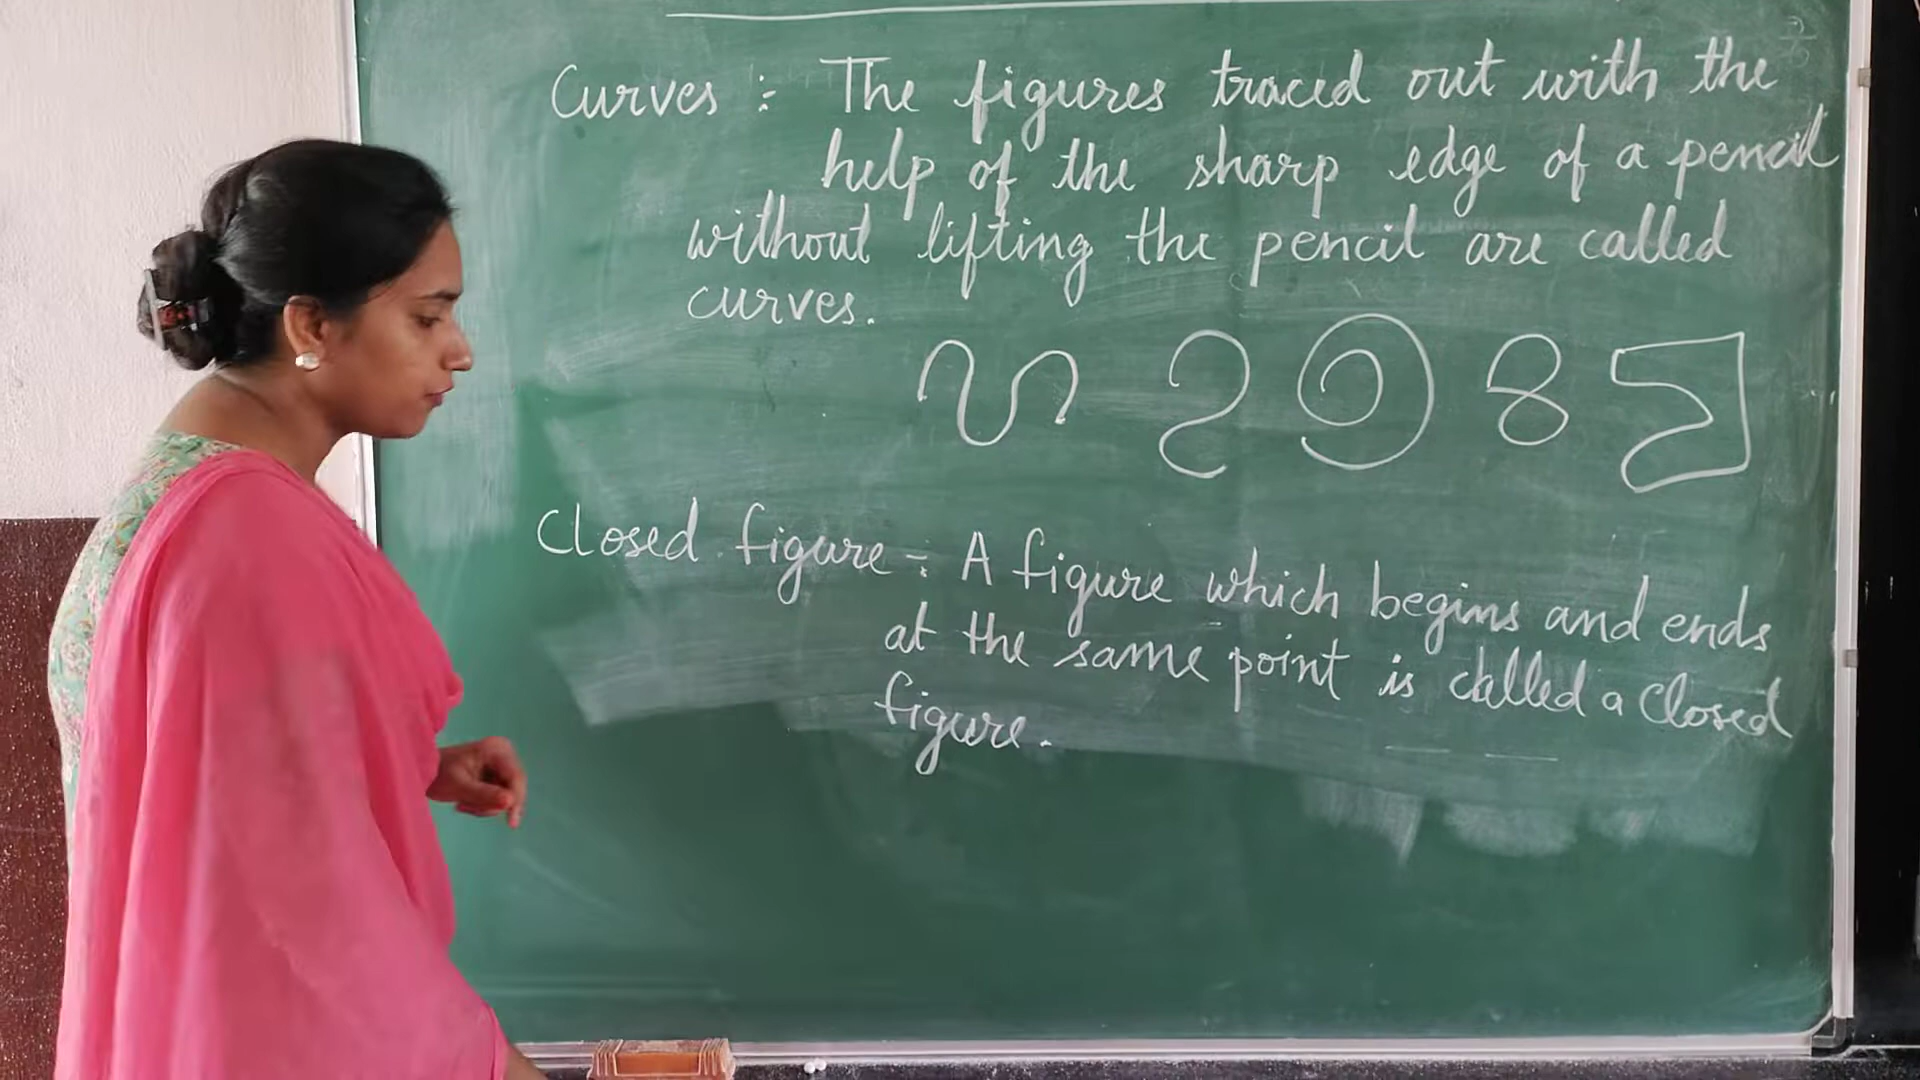 Curves :- The figures traced out with the
help of the sharp edge of a pencil
without lifting the pencil are called
curves.
Closed figure :- A figure which begins and ends
at the same point is called a closed
figure.